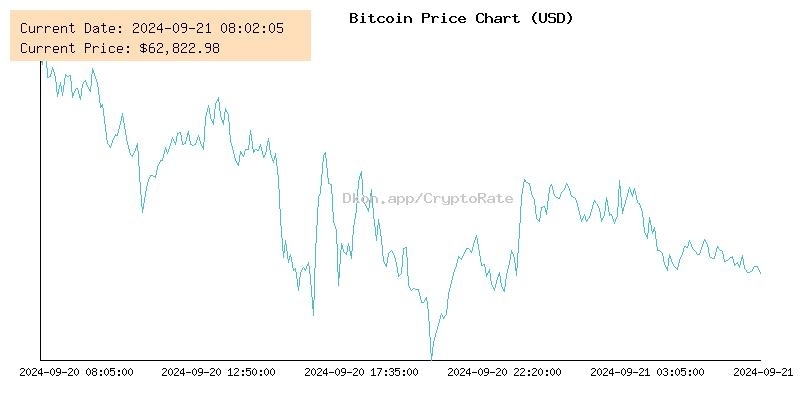 Bitcoin Price Chart (USD)
Current Date: 2024-09-21 08:02:05
Current Price: $62,822.98
Dkon.app/CryptoRate
2024-09-20 08:05:00 2024-09-20 12:50:00 2024-09-20 17:35:00 2024-09-20 22:20:00 2024-09-21 03:05:00 2024-09-21